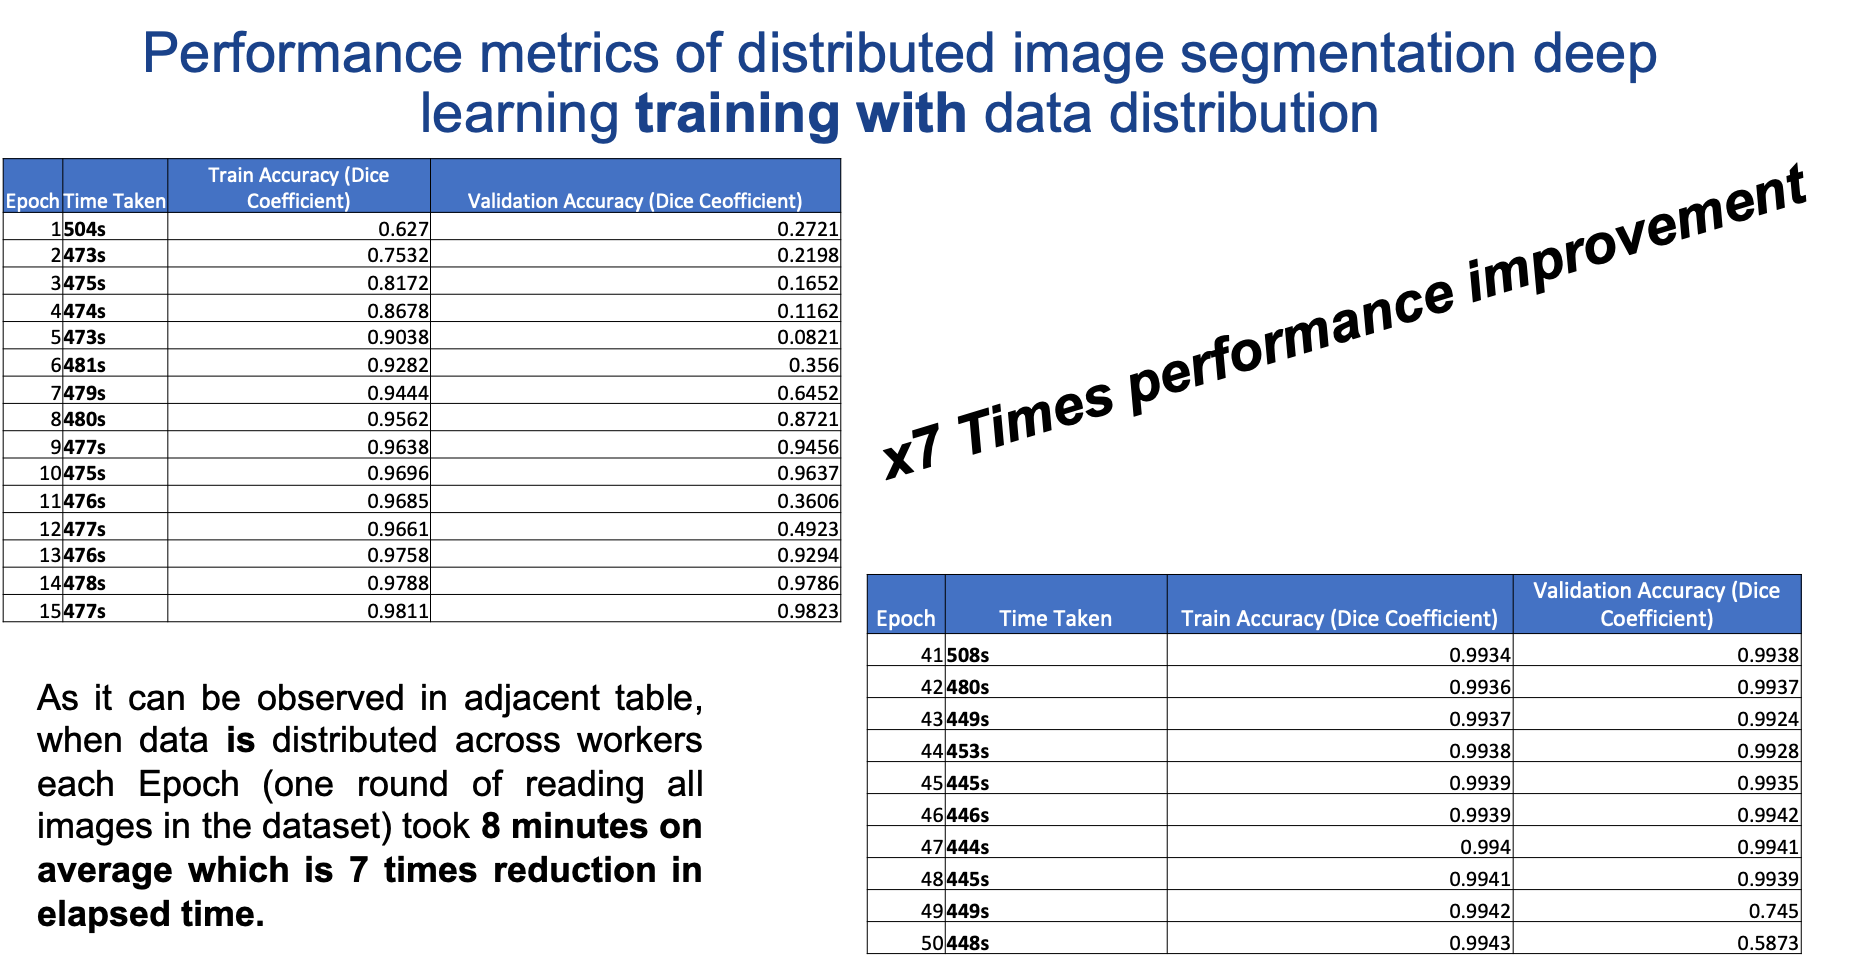 Performance metrics of distributed image segmentation deep
learning training with data distribution
Epoch Time Taken Train Accuracy (Dice Coefficient) Validation Accuracy (Dice Ceofficient)
1 504s 0.627 0.2721
2 473s 0.7532 0.2198
3 475s 0.8172 0.1652
4 474s 0.8678 0.1162
5 473s 0.9038 0.0821
6 481s 0.9282 0.356
7 479s 0.9444 0.6452
8 480s 0.9562 0.8721
9 477s 0.9638 0.9456
10 475s 0.9696 0.9637
11 476s 0.9685 0.3606
12 477s 0.9661 0.4923
13 476s 0.9758 0.9294
14 478s 0.9788 0.9786
15 477s 0.9811 0.9823
x7 Times performance improvement
As it can be observed in adjacent table,
when data is distributed across workers
each Epoch (one round of reading all
images in the dataset) took 8 minutes on
average which is 7 times reduction in
elapsed time.
Epoch Time Taken Train Accuracy (Dice Coefficient) Validation Accuracy (Dice Coefficient)
41 508s 0.9934 0.9938
42 480s 0.9936 0.9937
43 449s 0.9937 0.9924
44 453s 0.9938 0.9928
45 445s 0.9939 0.9935
46 446s 0.9939 0.9942
47 444s 0.994 0.9941
48 445s 0.9941 0.9939
49 449s 0.9942 0.745
50 448s 0.9943 0.5873